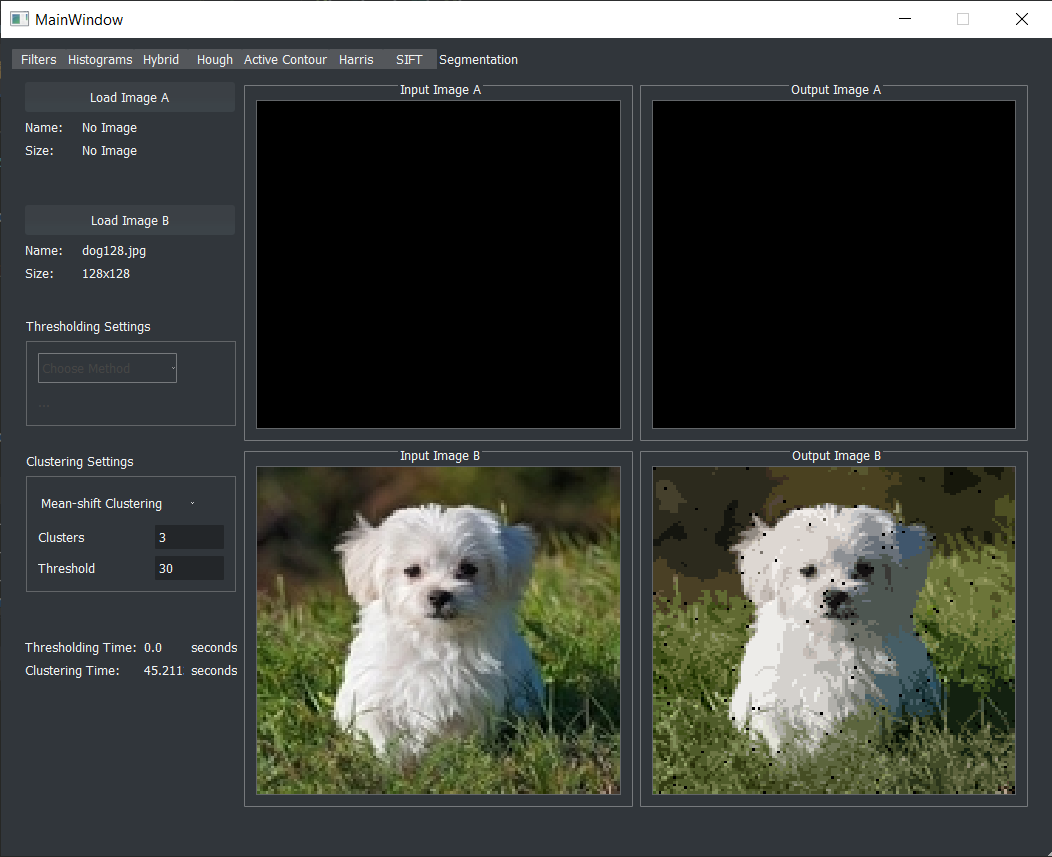 MainWindow
Filters Histograms Hybrid Hough Active Contour Harris SIFT Segmentation
Load Image A
Name: No Image
Size: No Image
Load Image B
Name: dog128.jpg
Size: 128x128
Thresholding Settings
Choose Method
...
Clustering Settings
Mean-shift Clustering
Clusters 3
Threshold 30
Thresholding Time: 0.0 seconds
Clustering Time: 45.211 seconds
Input Image A
Output Image A
Input Image B
Output Image B